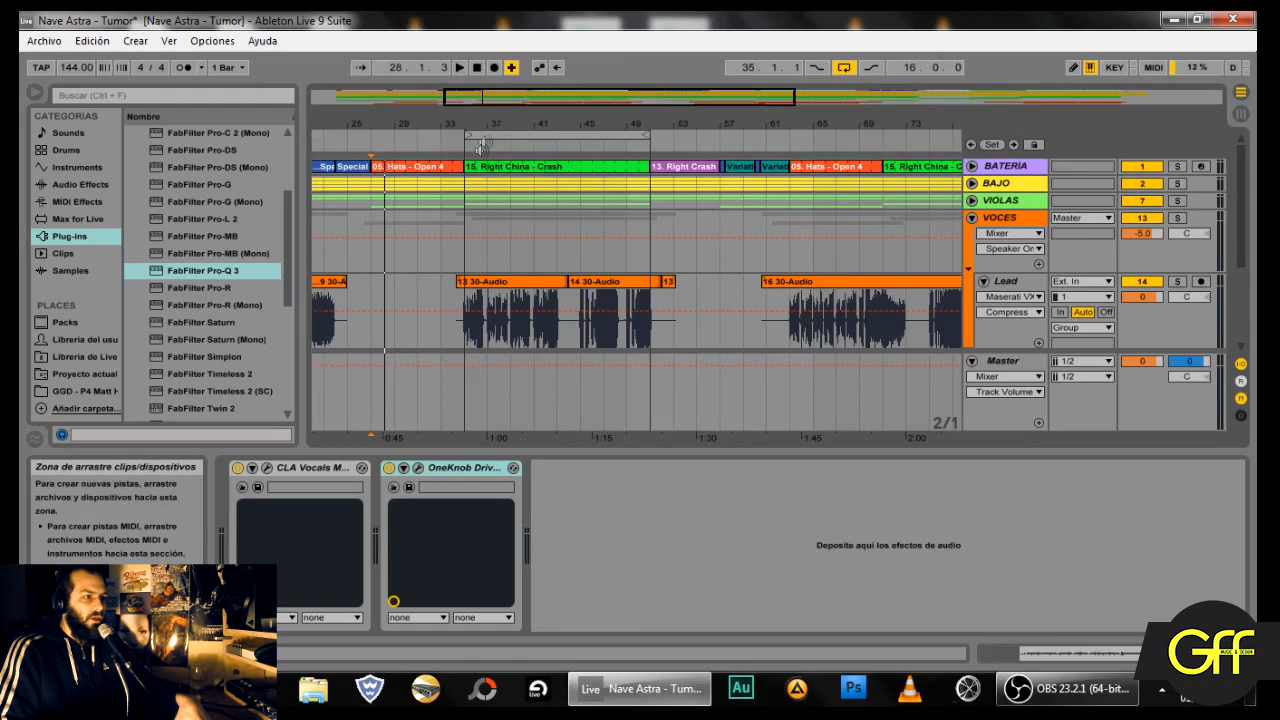 Live Nave Astra - Tumor* [Nave Astra - Tumor] - Ableton Live 9 Suite
Archivo Edición Crear Ver Opciones Ayuda
TAP 144.00 4 / 4 1 Bar 28. 1. 3 35. 1. 1 16. 0. 0 KEY MIDI 12 % D
Buscar (Ctrl + F)
CATEGORIAS
Sounds
Drums
Instruments
Audio Effects
MIDI Effects
Max for Live
Plug-ins
Clips
Samples
PLACES
Packs
Librería del usu
Librería de Live
Proyecto actual
GGD - P4 Matt H
Añadir carpeta...
Nombre
FabFilter Pro-C 2 (Mono)
FabFilter Pro-DS
FabFilter Pro-DS (Mono)
FabFilter Pro-G
FabFilter Pro-G (Mono)
FabFilter Pro-L 2
FabFilter Pro-MB
FabFilter Pro-MB (Mono)
FabFilter Pro-Q 3
FabFilter Pro-R
FabFilter Pro-R (Mono)
FabFilter Saturn
FabFilter Saturn (Mono)
FabFilter Simplon
FabFilter Timeless 2
FabFilter Timeless 2 (SC)
FabFilter Twin 2
25 29 33 37 41 45 49 53 57 61 65 69 73 77
Set
Spe Special 05. Hats - Open 4 15. Right China - Crash 13. Right Crash Variati Variati 05. Hats - Open 4 15. Right China - C
BATERIA 1 S
BAJO 2 S
VIOLAS 7 S
VOCES Master 13 S
Mixer -5.0 C
Speaker On
...9 30-A 13 30-Audio 14 30-Audio 13 16 30-Audio
Lead Ext. In 14 S
Maserati VX 1 0 C
Compress In Auto Off
Group
Master 1/2 0 0
Mixer 1/2 C
Track Volume
2/1
0:45 1:00 1:15 1:30 1:45 2:00
I-O
R
M
D
Zona de arrastre clips/dispositivos
Para crear nuevas pistas, arrastre
archivos y dispositivos hacia esta
zona.
Para crear pistas MIDI, arrastre
archivos MIDI, efectos MIDI e
instrumentos hacia esta sección.
CLA Vocals M...
none
OneKnob Driv...
none none
Deposite aqui los efectos de audio
Gff
Live Nave Astra - Tum... Au Ps OBS 23.2.1 (64-bit...